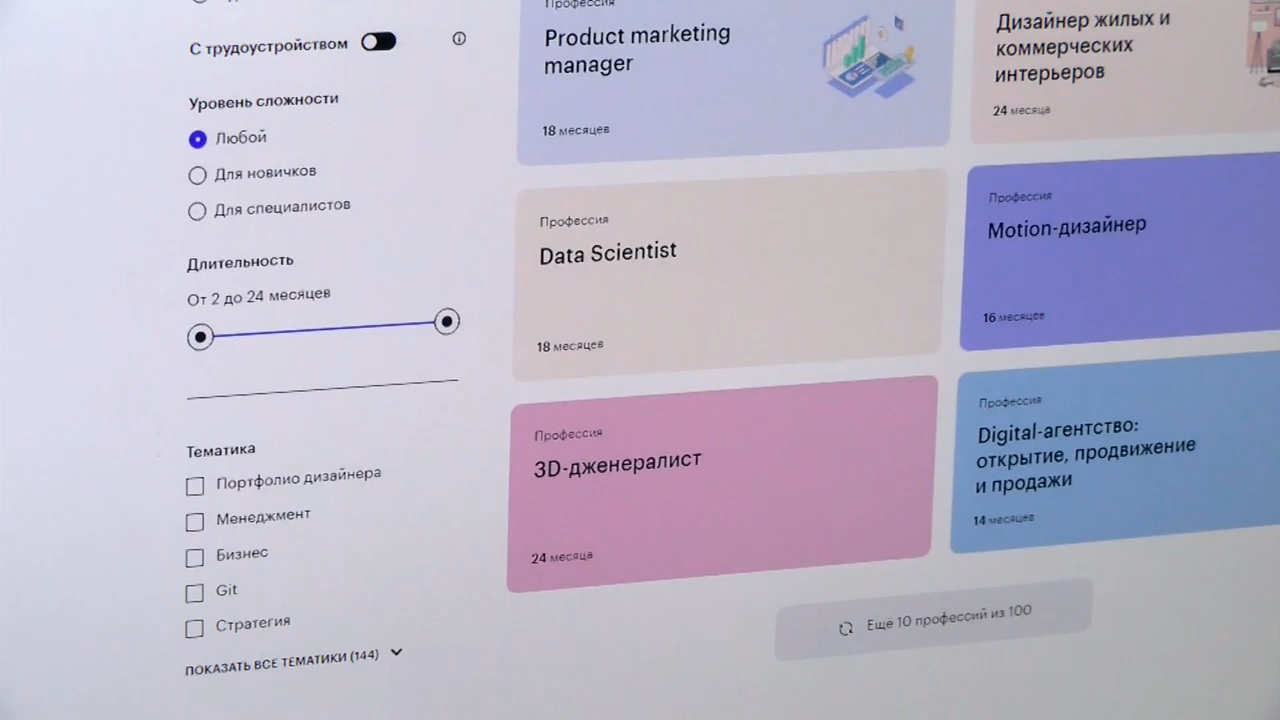 С трудоустройством
Уровень сложности
Любой
Для новичков
Для специалистов
Длительность
От 2 до 24 месяцев
Тематика
Портфолио дизайнера
Менеджмент
Бизнес
Git
Стратегия
ПОКАЗАТЬ ВСЕ ТЕМАТИКИ (144)
Профессия
Product marketing
manager
18 месяцев
Дизайнер жилых и
коммерческих
интерьеров
24 месяца
Профессия
Data Scientist
18 месяцев
Профессия
Motion-дизайнер
16 месяцев
Профессия
3D-дженералист
24 месяца
Профессия
Digital-агентство:
открытие, продвижение
и продажи
14 месяцев
Ещё 10 профессий из 100